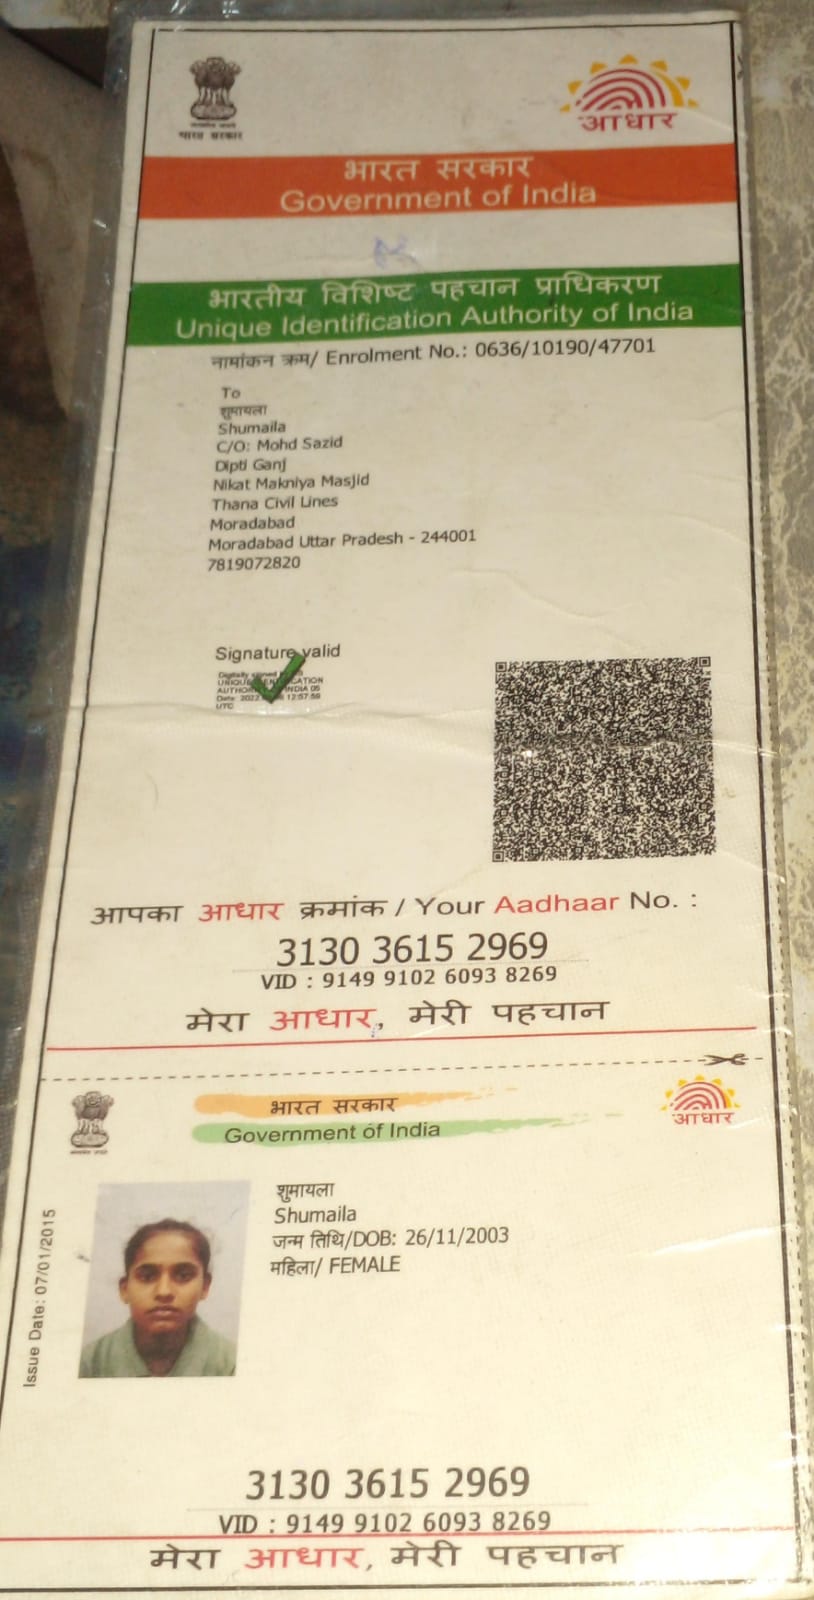 भारत सरकार
आधार
भारत सरकार
Government of India
भारतीय विशिष्ट पहचान प्राधिकरण
Unique Identification Authority of India
नामांकन क्रम/ Enrolment No.: 0636/10190/47701
To
शुमायला
Shumaila
C/O: Mohd Sazid
Dipti Ganj
Nikat Makniya Masjid
Thana Civil Lines
Moradabad
Moradabad Uttar Pradesh - 244001
7819072820
Signature valid
Digitally signed
UTC
आपका आधार क्रमांक / Your Aadhaar No. :
3130 3615 2969
VID : 9149 9102 6093 8269
मेरा आधार, मेरी पहचान
भारत सरकार
Government of India
आधार
Issue Date: 07/01/2015
शुमायला
Shumaila
जन्म तिथि/DOB: 26/11/2003
महिला/ FEMALE
3130 3615 2969
VID : 9149 9102 6093 8269
मेरा आधार, मेरी पहचान